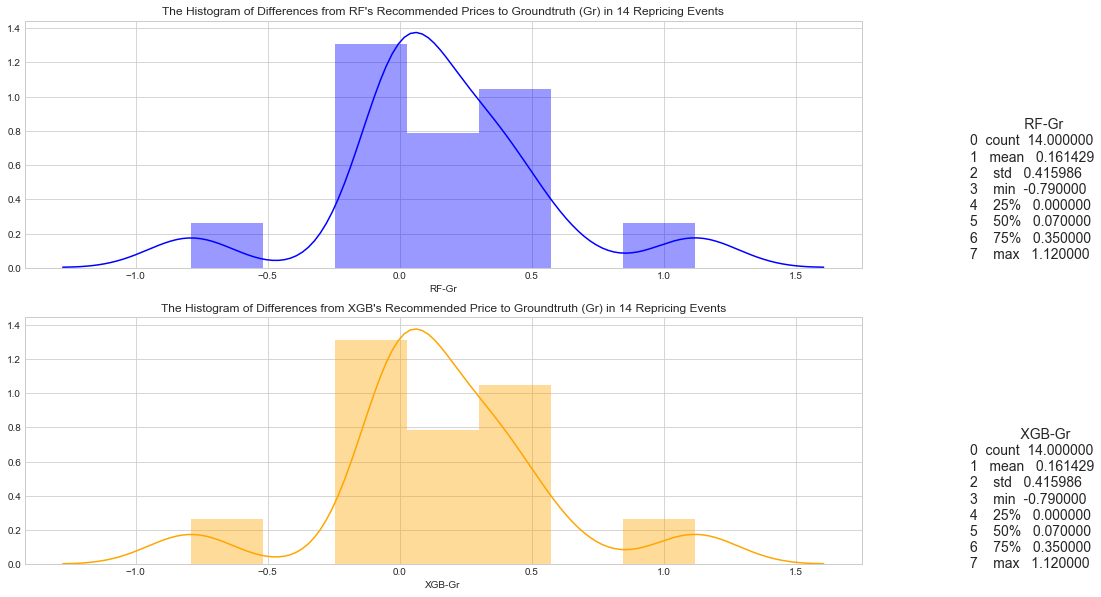 The Histogram of Differences from RF's Recommended Prices to Groundtruth (Gr) in 14 Repricing Events
1.4
1.2
1.0
0.8
0.6
0.4
0.2
0.0
−1.0 −0.5 0.0 0.5 1.0 1.5
RF-Gr
RF-Gr
0 count 14.000000
1 mean 0.161429
2 std 0.415986
3 min -0.790000
4 25% 0.000000
5 50% 0.070000
6 75% 0.350000
7 max 1.120000
The Histogram of Differences from XGB's Recommended Price to Groundtruth (Gr) in 14 Repricing Events
1.4
1.2
1.0
0.8
0.6
0.4
0.2
0.0
−1.0 −0.5 0.0 0.5 1.0 1.5
XGB-Gr
XGB-Gr
0 count 14.000000
1 mean 0.161429
2 std 0.415986
3 min -0.790000
4 25% 0.000000
5 50% 0.070000
6 75% 0.350000
7 max 1.120000